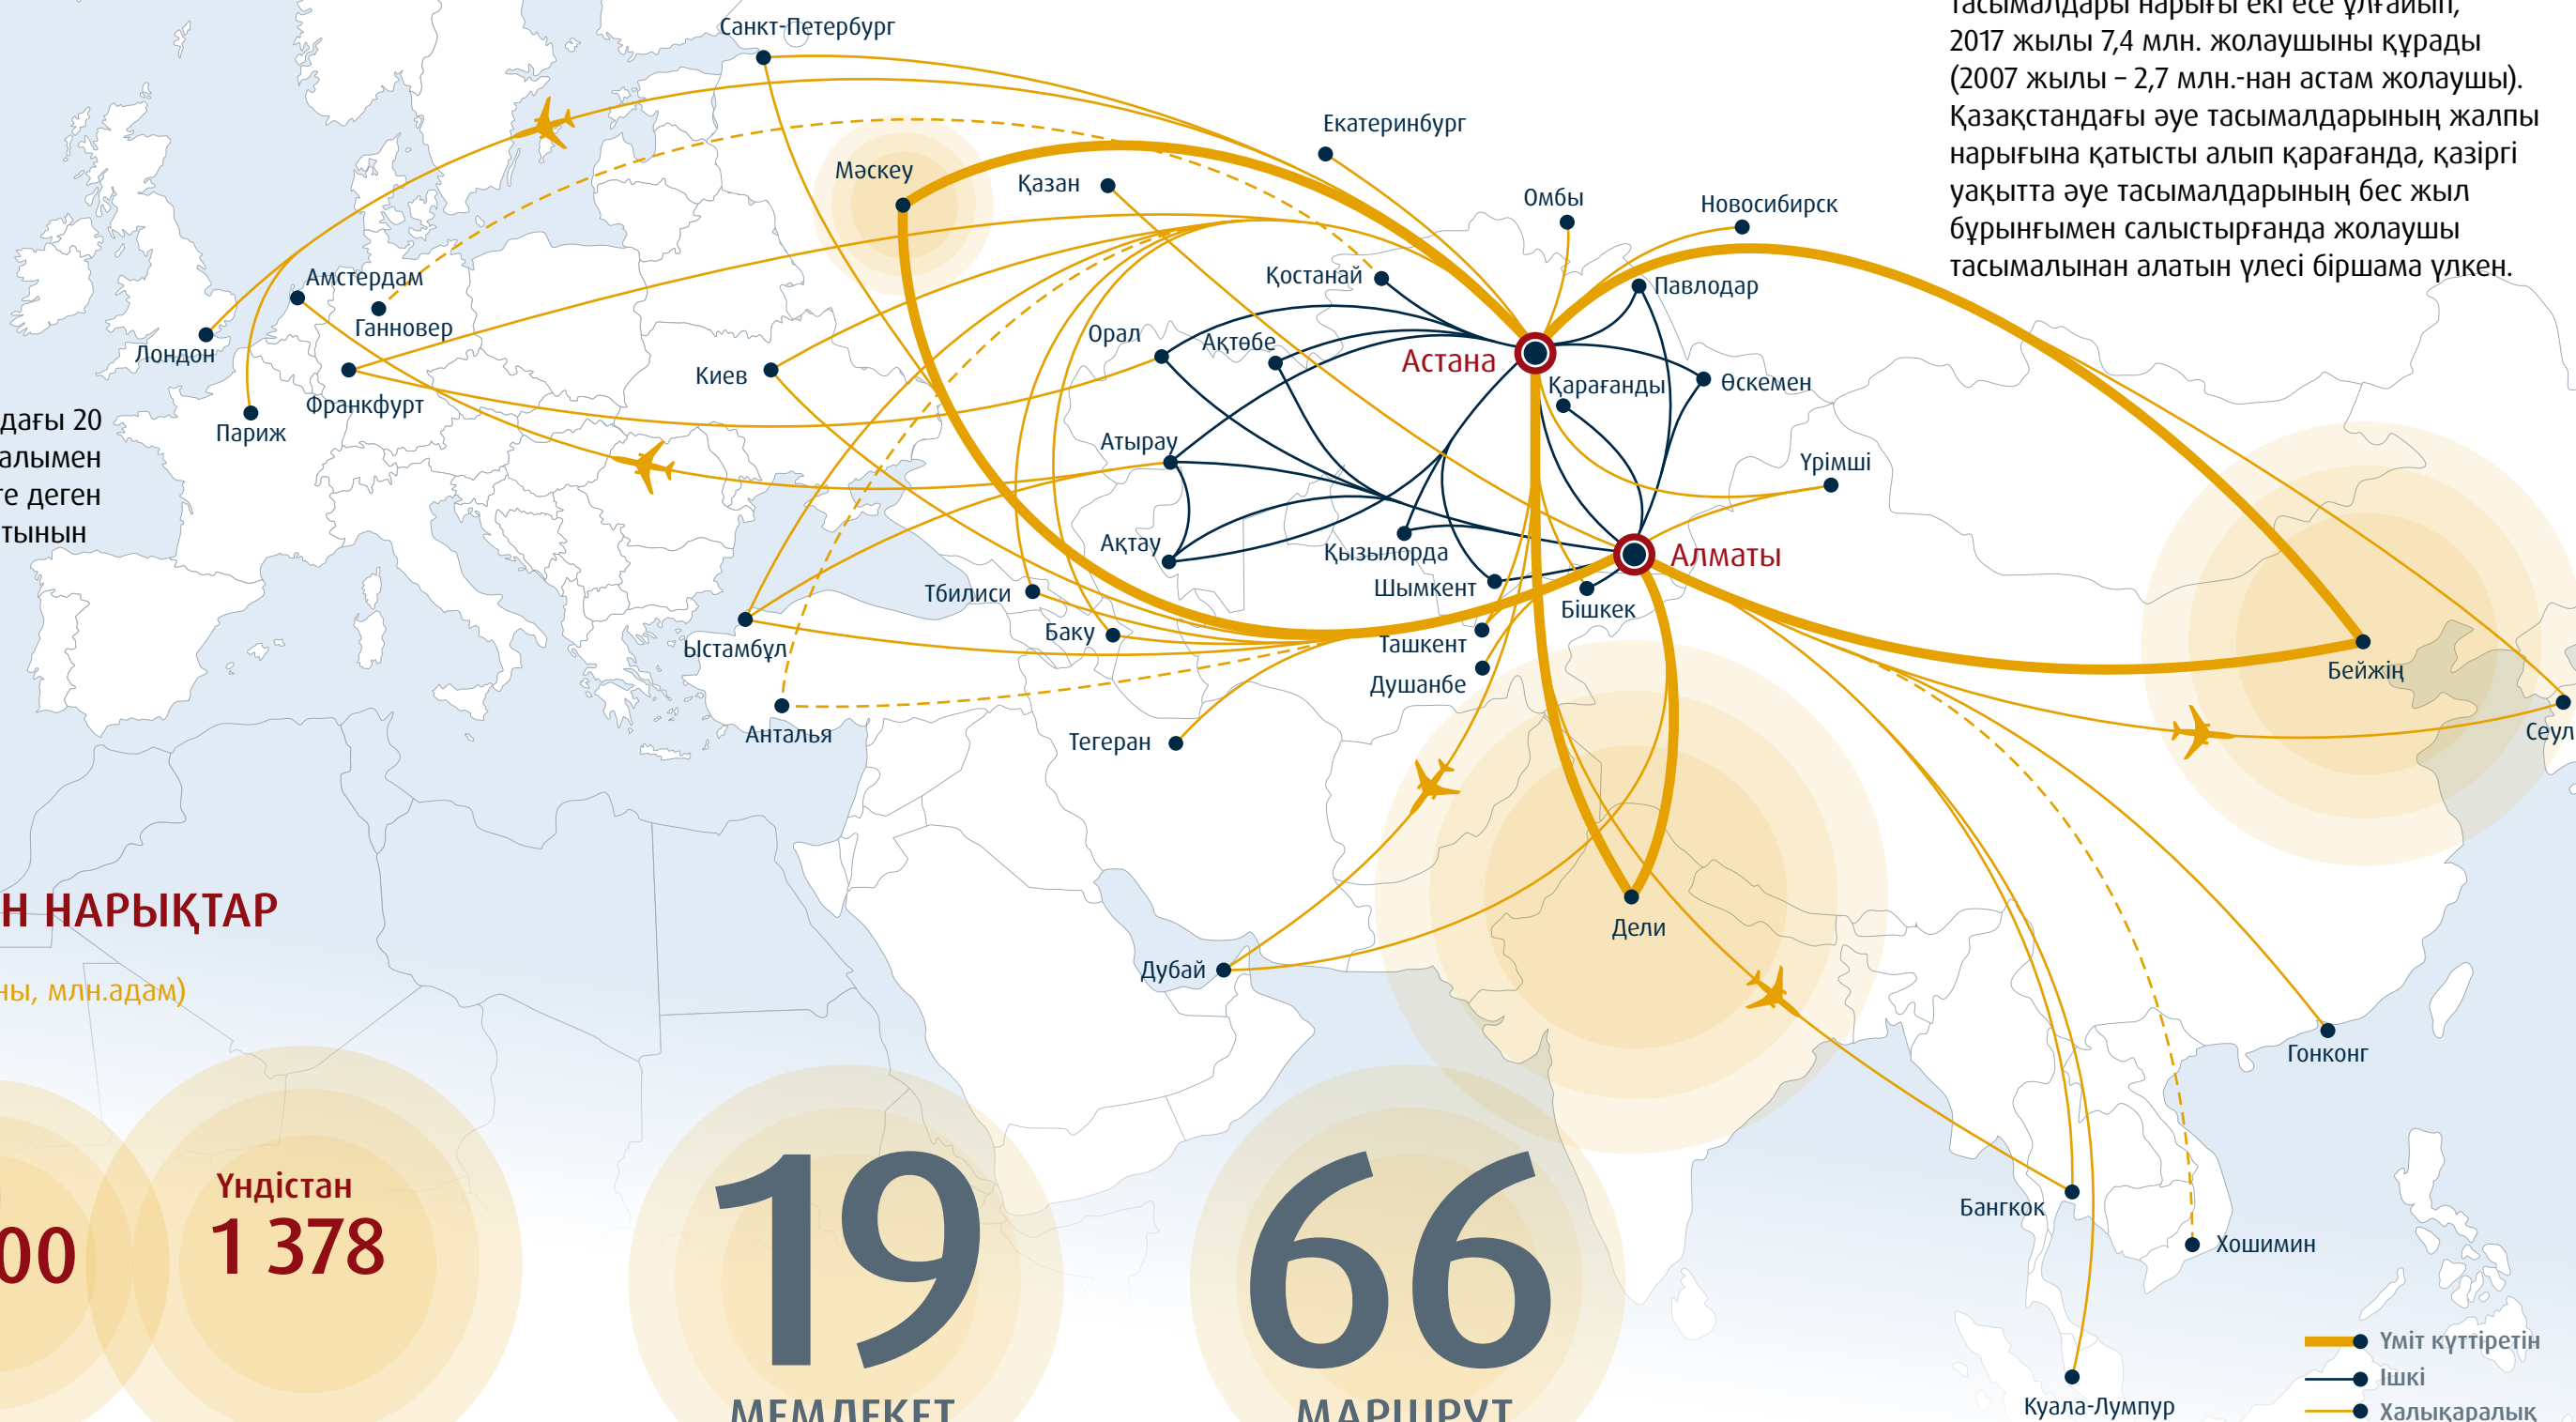 тасымалдары нарығы екі есе ұлғайып,
2017 жылы 7,4 млн. жолаушыны құрады
(2007 жылы – 2,7 млн.-нан астам жолаушы).
Қазақстандағы әуе тасымалдарының жалпы
нарығына қатысты алып қарағанда, қазіргі
уақытта әуе тасымалдарының бес жыл
бұрынғымен салыстырғанда жолаушы
тасымалынан алатын үлесі біршама үлкен.
Санкт-Петербург
Екатеринбург
Мәскеу
Қазан
Омбы
Новосибирск
Амстердам
Қостанай
Павлодар
Ганновер
Лондон
Орал
Ақтөбе
Астана
Киев
Қарағанды
Өскемен
Франкфурт
Париж
дағы 20
алымен
те деген
тынын
Атырау
Үрімші
Ақтау
Қызылорда
Алматы
Шымкент
Тбилиси
Бішкек
Баку
Ташкент
Ыстамбұл
Душанбе
Бейжің
Анталья
Тегеран
Сеул
Н НАРЫҚТАР
Дели
Дубай
ны, млн.адам)
Гонконг
Үндістан
00
1 378
19
МЕМЛЕКЕТ
66
МАРШРУТ
Бангкок
Хошимин
Куала-Лумпур
Үміт күттіретін
Ішкі
Халықаралық